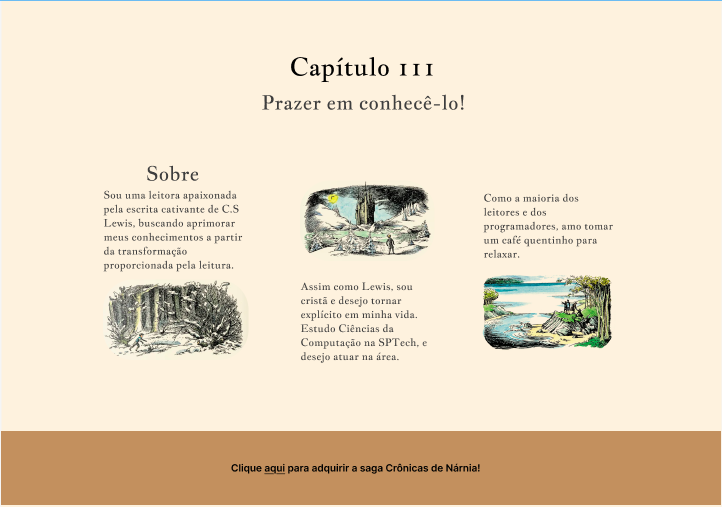 Capítulo III
Prazer em conhecê-lo!
Sobre
Sou uma leitora apaixonada
pela escrita cativante de C.S
Lewis, buscando aprimorar
meus conhecimentos a partir
da transformação
proporcionada pela leitura.
Assim como Lewis, sou
cristã e desejo tornar
explícito em minha vida.
Estudo Ciências da
Computação na SPTech, e
desejo atuar na área.
Como a maioria dos
leitores e dos
programadores, amo tomar
um café quentinho para
relaxar.
Clique aqui para adquirir a saga Crônicas de Nárnia!